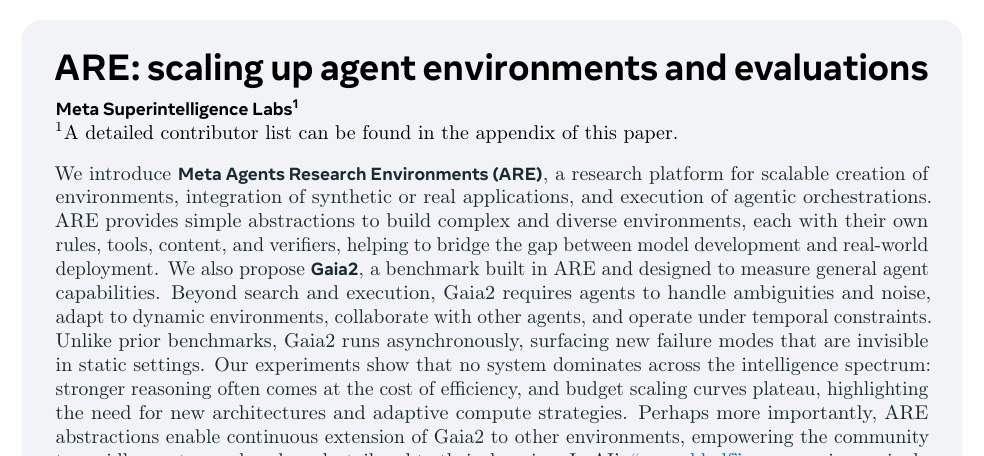 ARE: scaling up agent environments and evaluations
Meta Superintelligence Labs¹
¹A detailed contributor list can be found in the appendix of this paper.
We introduce Meta Agents Research Environments (ARE), a research platform for scalable creation of
environments, integration of synthetic or real applications, and execution of agentic orchestrations.
ARE provides simple abstractions to build complex and diverse environments, each with their own
rules, tools, content, and verifiers, helping to bridge the gap between model development and real-world
deployment. We also propose Gaia2, a benchmark built in ARE and designed to measure general agent
capabilities. Beyond search and execution, Gaia2 requires agents to handle ambiguities and noise,
adapt to dynamic environments, collaborate with other agents, and operate under temporal constraints.
Unlike prior benchmarks, Gaia2 runs asynchronously, surfacing new failure modes that are invisible
in static settings. Our experiments show that no system dominates across the intelligence spectrum:
stronger reasoning often comes at the cost of efficiency, and budget scaling curves plateau, highlighting
the need for new architectures and adaptive compute strategies. Perhaps more importantly, ARE
abstractions enable continuous extension of Gaia2 to other environments, empowering the community